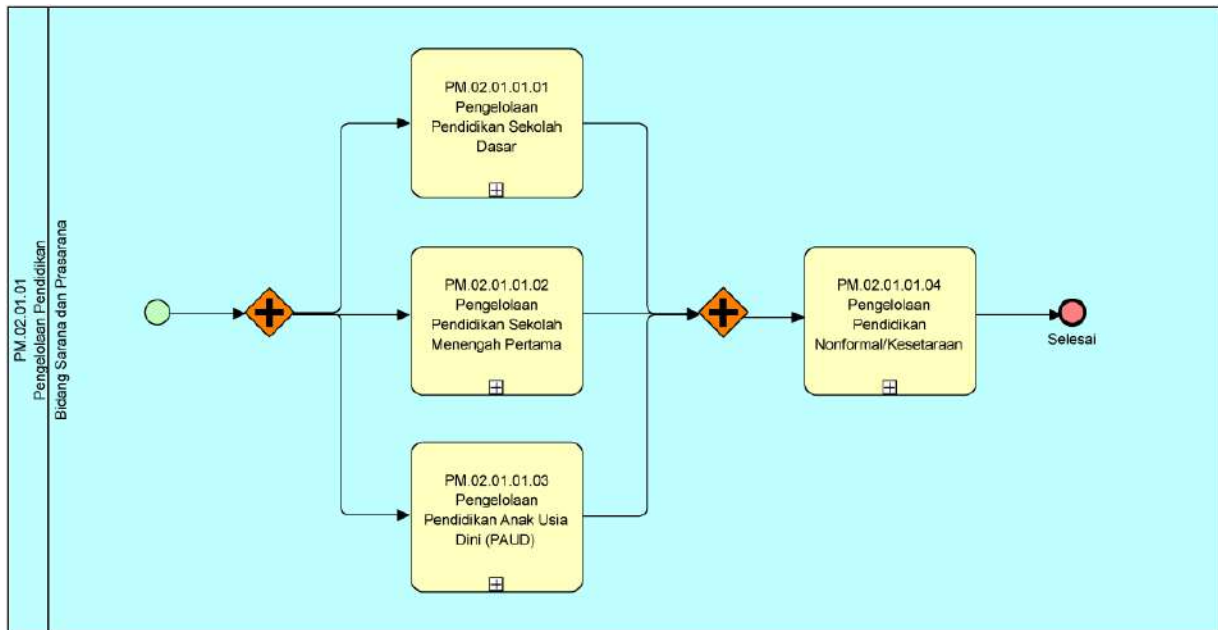 PM.02.01.01
Pengelolaan Pendidikan
Bidang Sarana dan Prasarana
PM.02.01.01.01
Pengelolaan
Pendidikan Sekolah
Dasar
PM.02.01.01.02
Pengelolaan
Pendidikan Sekolah
Menengah Pertama
PM.02.01.01.03
Pengelolaan
Pendidikan Anak Usia
Dini (PAUD)
PM.02.01.01.04
Pengelolaan
Pendidikan
Nonformal/Kesetaraan
Selesai